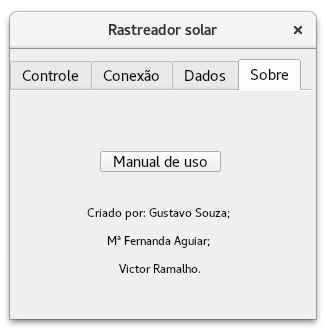 Rastreador solar ×
Controle Conexão Dados Sobre
Manual de uso
Criado por: Gustavo Souza;
Mª Fernanda Aguiar;
Victor Ramalho.